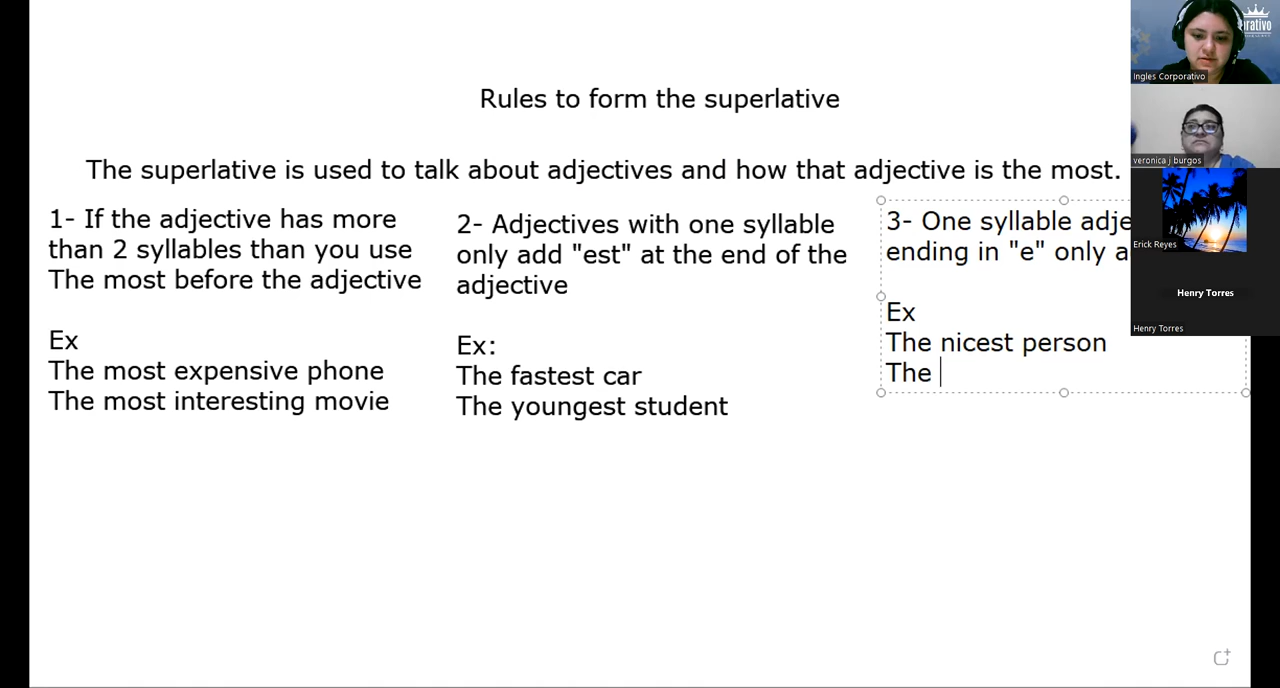 Rules to form the superlative
The superlative is used to talk about adjectives and how that adjective is the most.
1- If the adjective has more
than 2 syllables than you use
The most before the adjective
Ex
The most expensive phone
The most interesting movie
2- Adjectives with one syllable
only add "est" at the end of the
adjective
Ex:
The fastest car
The youngest student
3- One syllable adje
ending in "e" only a
Ex
The nicest person
The
irativo
Ingles Corporativo
veronica j burgos
Erick Reyes
Henry Torres
Henry Torres